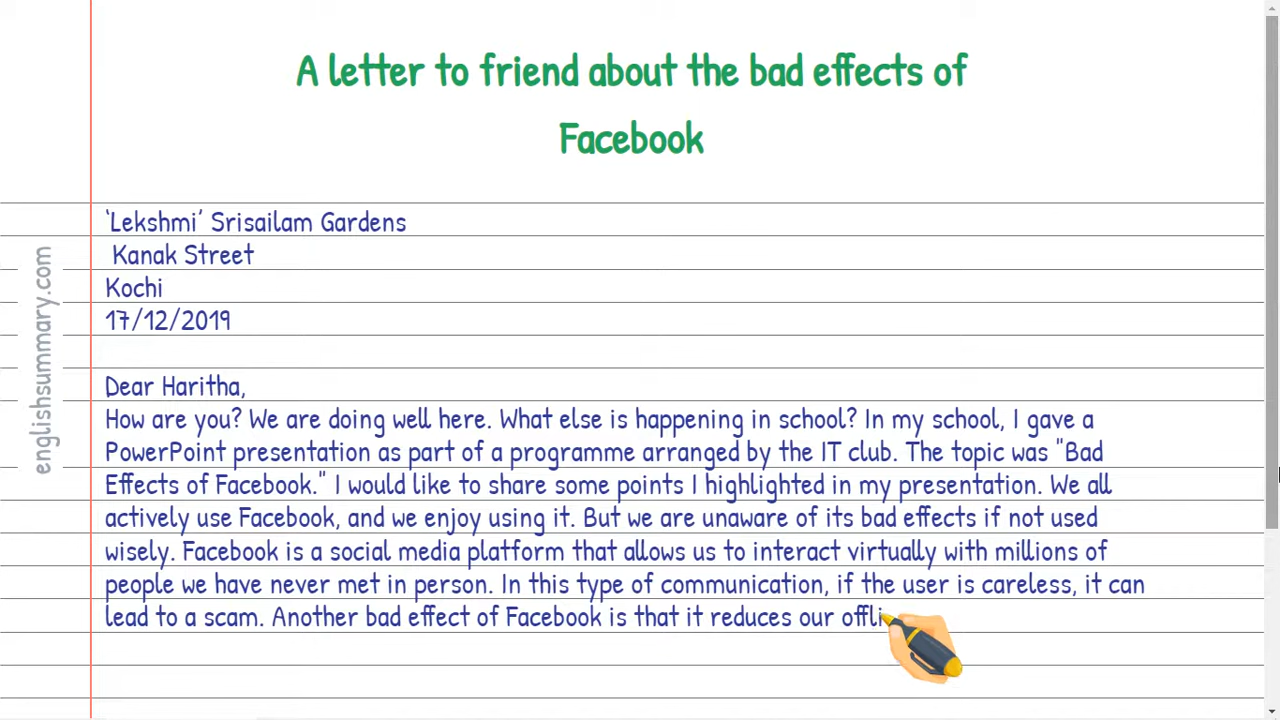 A letter to friend about the bad effects of
Facebook
‘Lekshmi’ Srisailam Gardens
Kanak Street
Kochi
17/12/2019
Dear Haritha,
How are you? We are doing well here. What else is happening in school? In my school, I gave a
PowerPoint presentation as part of a programme arranged by the IT club. The topic was "Bad
Effects of Facebook." I would like to share some points I highlighted in my presentation. We all
actively use Facebook, and we enjoy using it. But we are unaware of its bad effects if not used
wisely. Facebook is a social media platform that allows us to interact virtually with millions of
people we have never met in person. In this type of communication, if the user is careless, it can
lead to a scam. Another bad effect of Facebook is that it reduces our offli
englishsummary.com